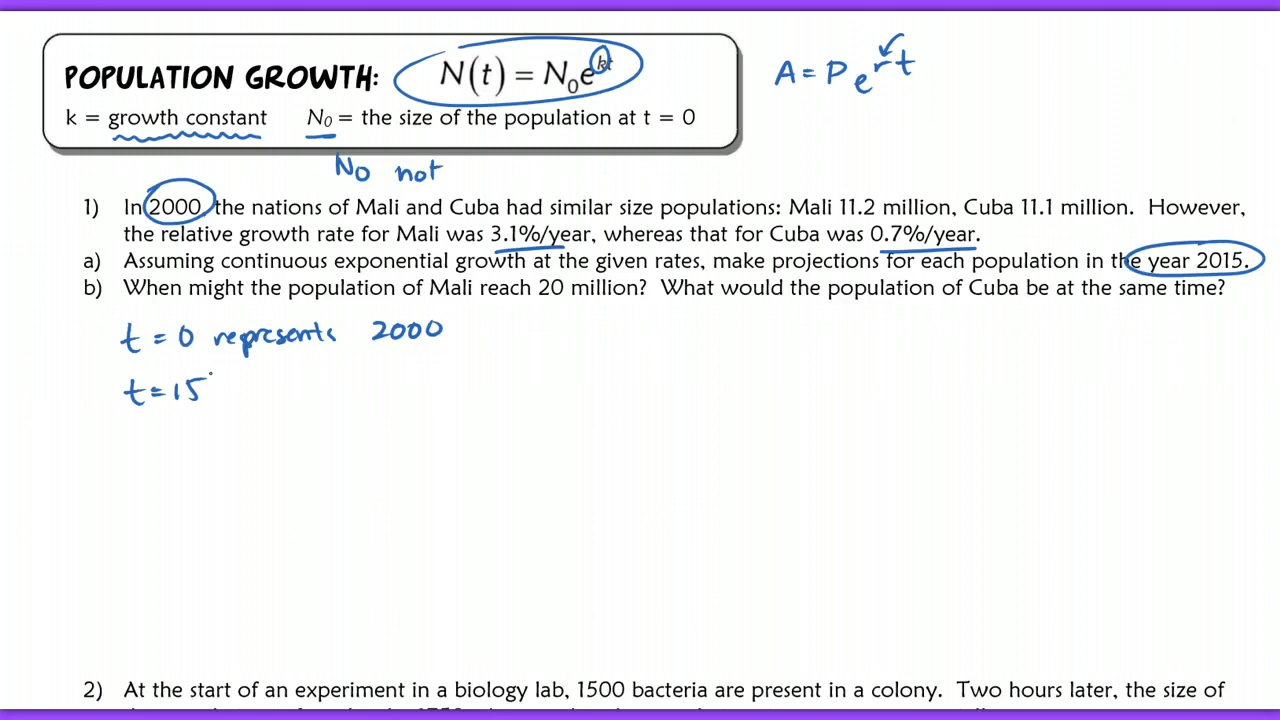 POPULATION GROWTH: N(t) = N₀eᵏᵗ
A = P e^rt
k = growth constant N₀ = the size of the population at t = 0
No not
1) In 2000, the nations of Mali and Cuba had similar size populations: Mali 11.2 million, Cuba 11.1 million. However,
the relative growth rate for Mali was 3.1%/year, whereas that for Cuba was 0.7%/year.
a) Assuming continuous exponential growth at the given rates, make projections for each population in the year 2015.
b) When might the population of Mali reach 20 million? What would the population of Cuba be at the same time?
t = 0 represents 2000
t = 15
2) At the start of an experiment in a biology lab, 1500 bacteria are present in a colony. Two hours later, the size of